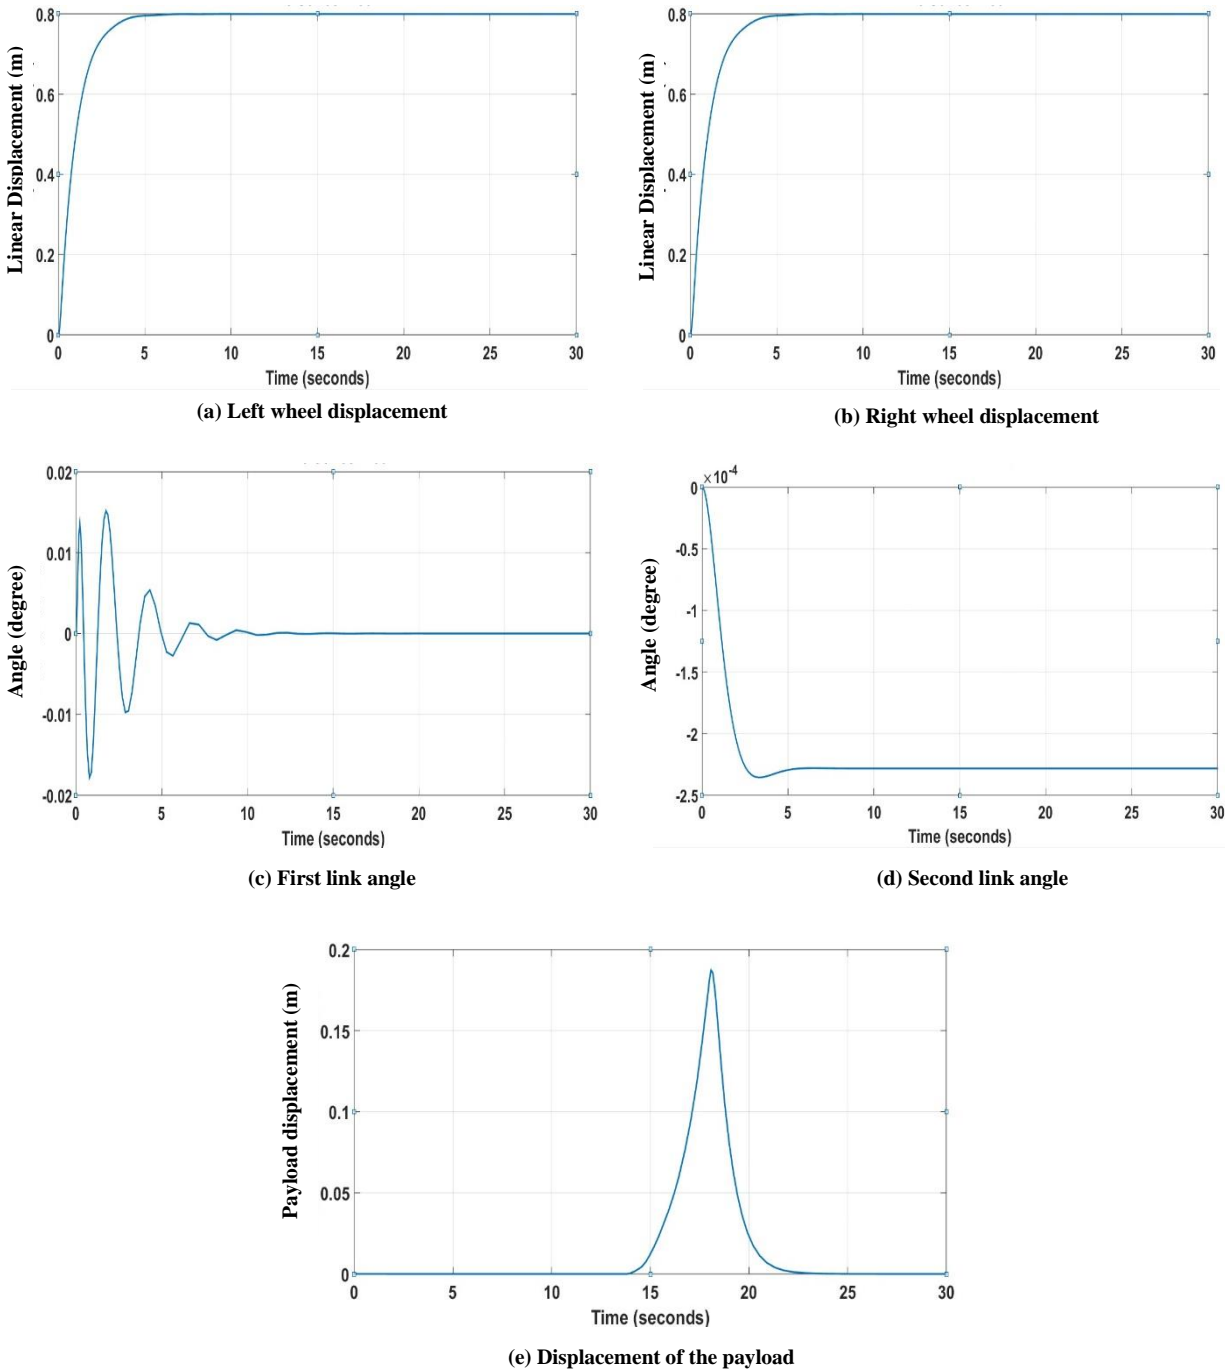 0.8
0.6
0.4
0.2
0
0 5 10 15 20 25 30
Linear Displacement (m)
Time (seconds)
(a) Left wheel displacement
0.8
0.6
0.4
0.2
0
0 5 10 15 20 25 30
Linear Displacement (m)
Time (seconds)
(b) Right wheel displacement
0.02
0.01
0
-0.01
-0.02
0 5 10 15 20 25 30
Angle (degree)
Time (seconds)
(c) First link angle
×10-4
0
-0.5
-1
-1.5
-2
-2.5
0 5 10 15 20 25 30
Angle (degree)
Time (seconds)
(d) Second link angle
0.2
0.15
0.1
0.05
0
0 5 10 15 20 25 30
Payload displacement (m)
Time (seconds)
(e) Displacement of the payload